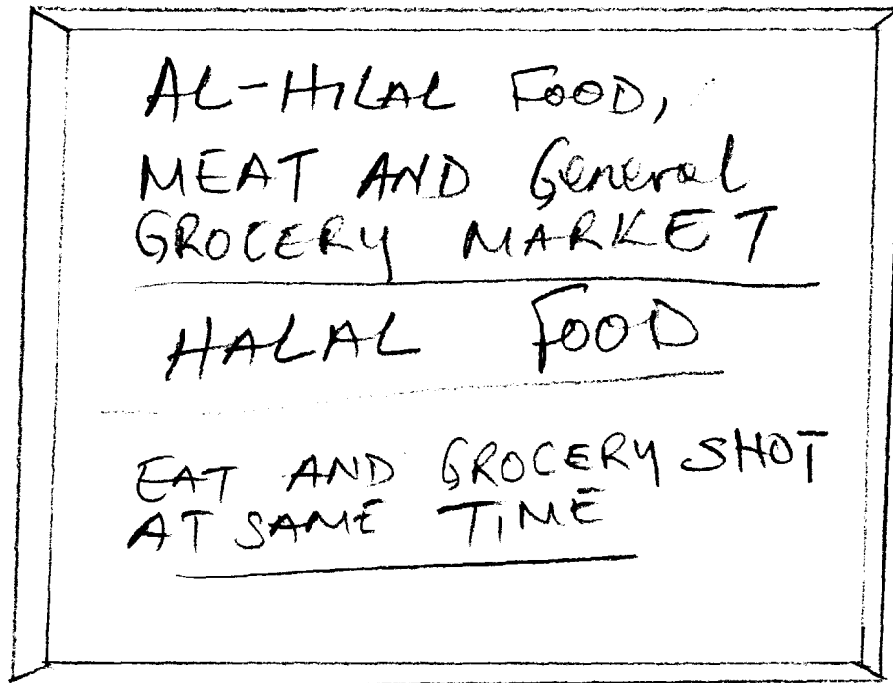 AL-HILAL FOOD,
MEAT AND General
GROCERY MARKET
HALAL FOOD
EAT AND GROCERY SHOT
AT SAME TIME